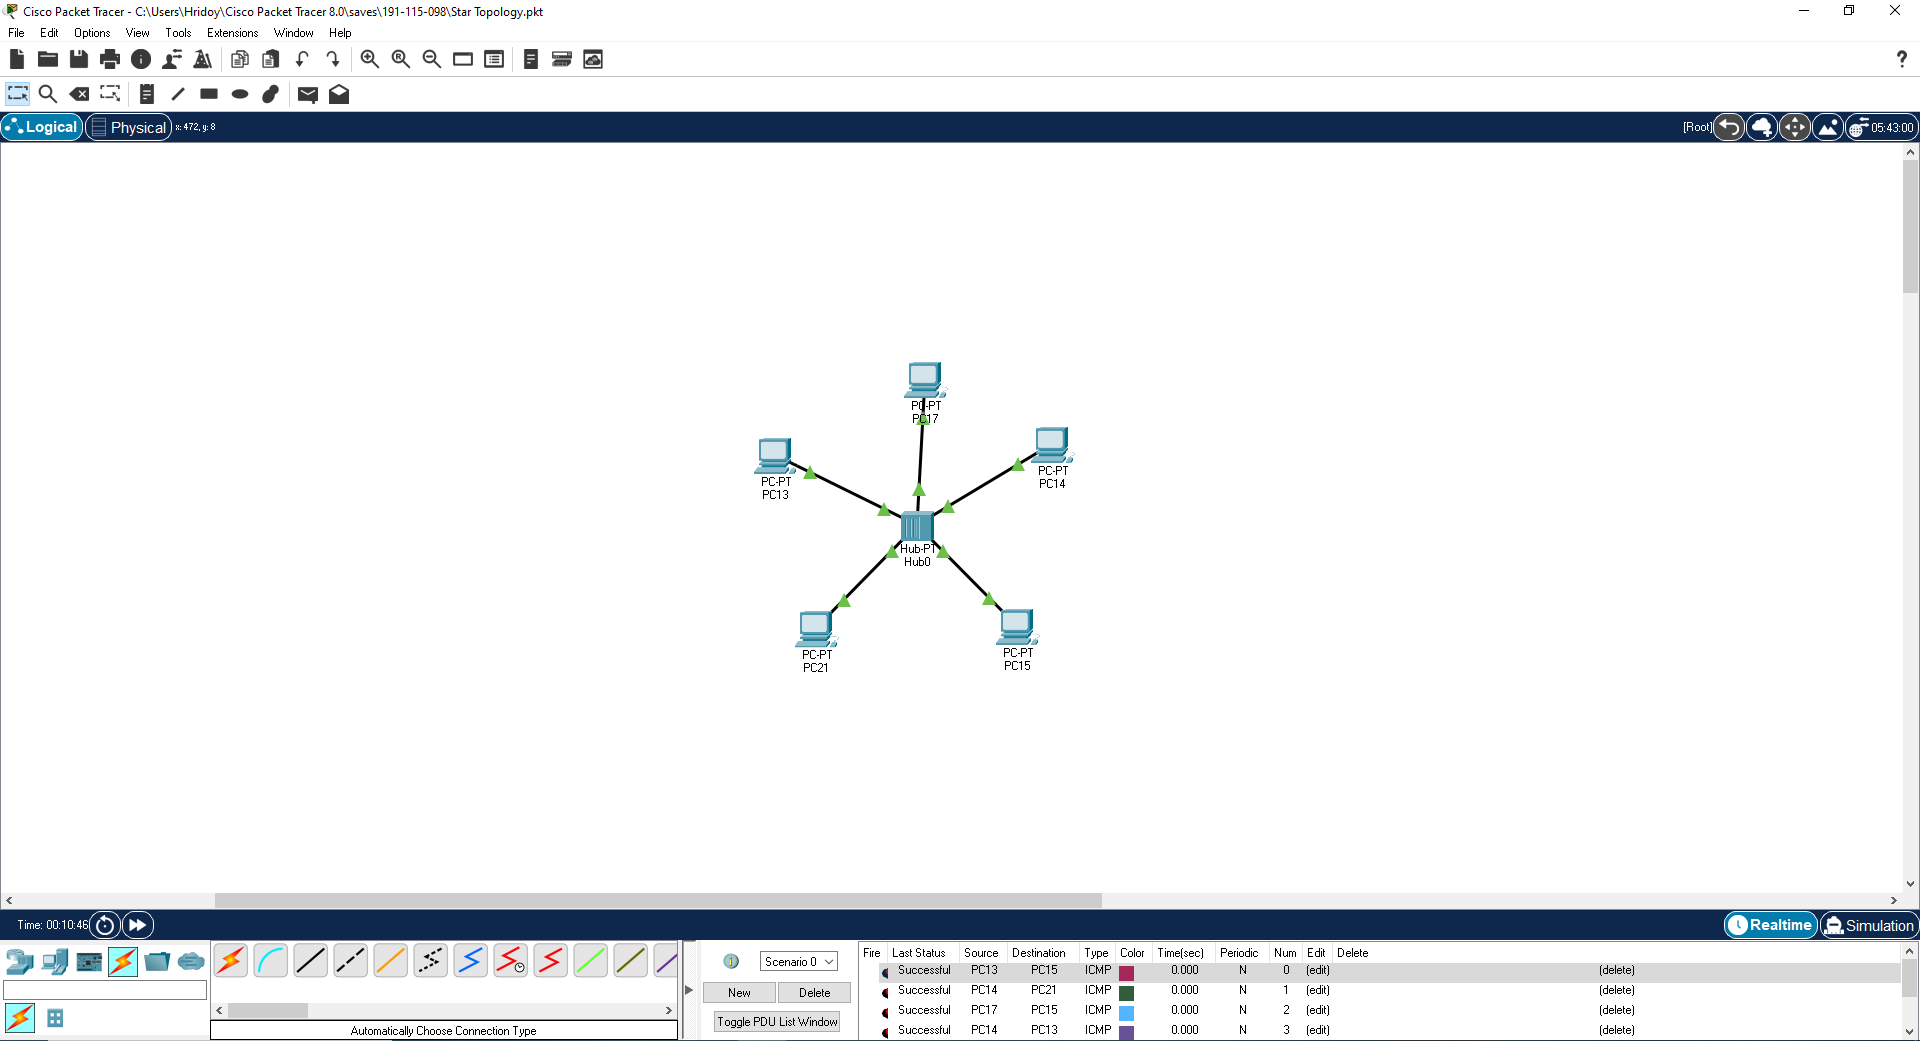 Cisco Packet Tracer - C:\Users\Hridoy\Cisco Packet Tracer 8.0\saves\191-115-098\Star Topology.pkt
File Edit Options View Tools Extensions Window Help
?
Logical Physical x: 472, y: 8 [Root] 05:43:00
PC-PT
PC17
PC-PT
PC14
PC-PT
PC13
Hub-PT
Hub0
PC-PT
PC21
PC-PT
PC15
Time: 00:10:46 Realtime Simulation
Scenario 0
New Delete
Toggle PDU List Window
Automatically Choose Connection Type
Fire Last Status Source Destination Type Color Time(sec) Periodic Num Edit Delete
Successful PC13 PC15 ICMP 0.000 N 0 (edit) (delete)
Successful PC14 PC21 ICMP 0.000 N 1 (edit) (delete)
Successful PC17 PC15 ICMP 0.000 N 2 (edit) (delete)
Successful PC14 PC13 ICMP 0.000 N 3 (edit) (delete)